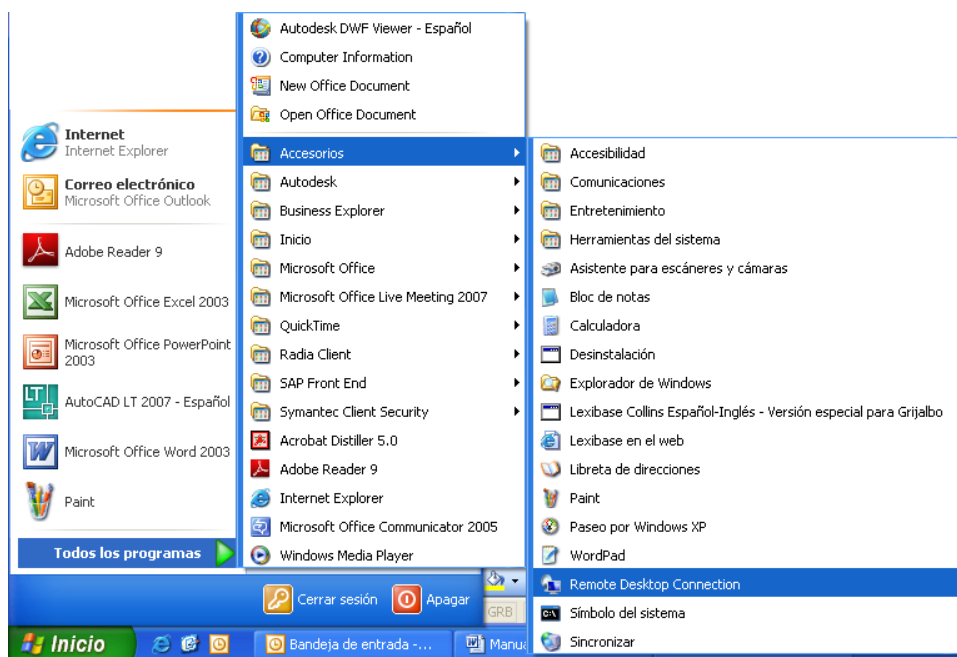 Internet
Internet Explorer
Correo electrónico
Microsoft Office Outlook
Adobe Reader 9
Microsoft Office Excel 2003
Microsoft Office PowerPoint
2003
AutoCAD LT 2007 - Español
Microsoft Office Word 2003
Paint
Todos los programas
Autodesk DWF Viewer - Español
Computer Information
New Office Document
Open Office Document
Accesorios
Autodesk
Business Explorer
Inicio
Microsoft Office
Microsoft Office Live Meeting 2007
QuickTime
Radia Client
SAP Front End
Symantec Client Security
Acrobat Distiller 5.0
Adobe Reader 9
Internet Explorer
Microsoft Office Communicator 2005
Windows Media Player
Accesibilidad
Comunicaciones
Entretenimiento
Herramientas del sistema
Asistente para escáneres y cámaras
Bloc de notas
Calculadora
Desinstalación
Explorador de Windows
Lexibase Collins Español-Inglés - Versión especial para Grijalbo
Lexibase en el web
Libreta de direcciones
Paint
Paseo por Windows XP
WordPad
Remote Desktop Connection
Símbolo del sistema
Sincronizar
Cerrar sesión
Apagar
GRB
Inicio
Bandeja de entrada -...
Manua